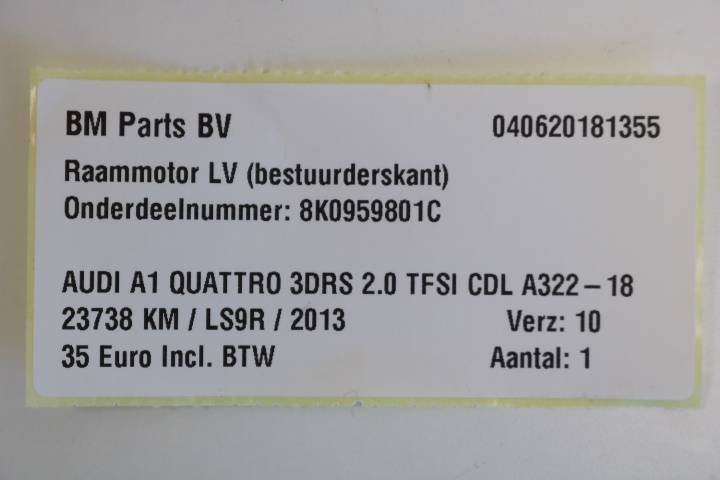 BM Parts BV 040620181355
Raammotor LV (bestuurderskant)
Onderdeelnummer: 8K0959801C
AUDI A1 QUATTRO 3DRS 2.0 TFSI CDL A322-18
23738 KM / LS9R / 2013 Verz: 10
35 Euro Incl. BTW Aantal: 1